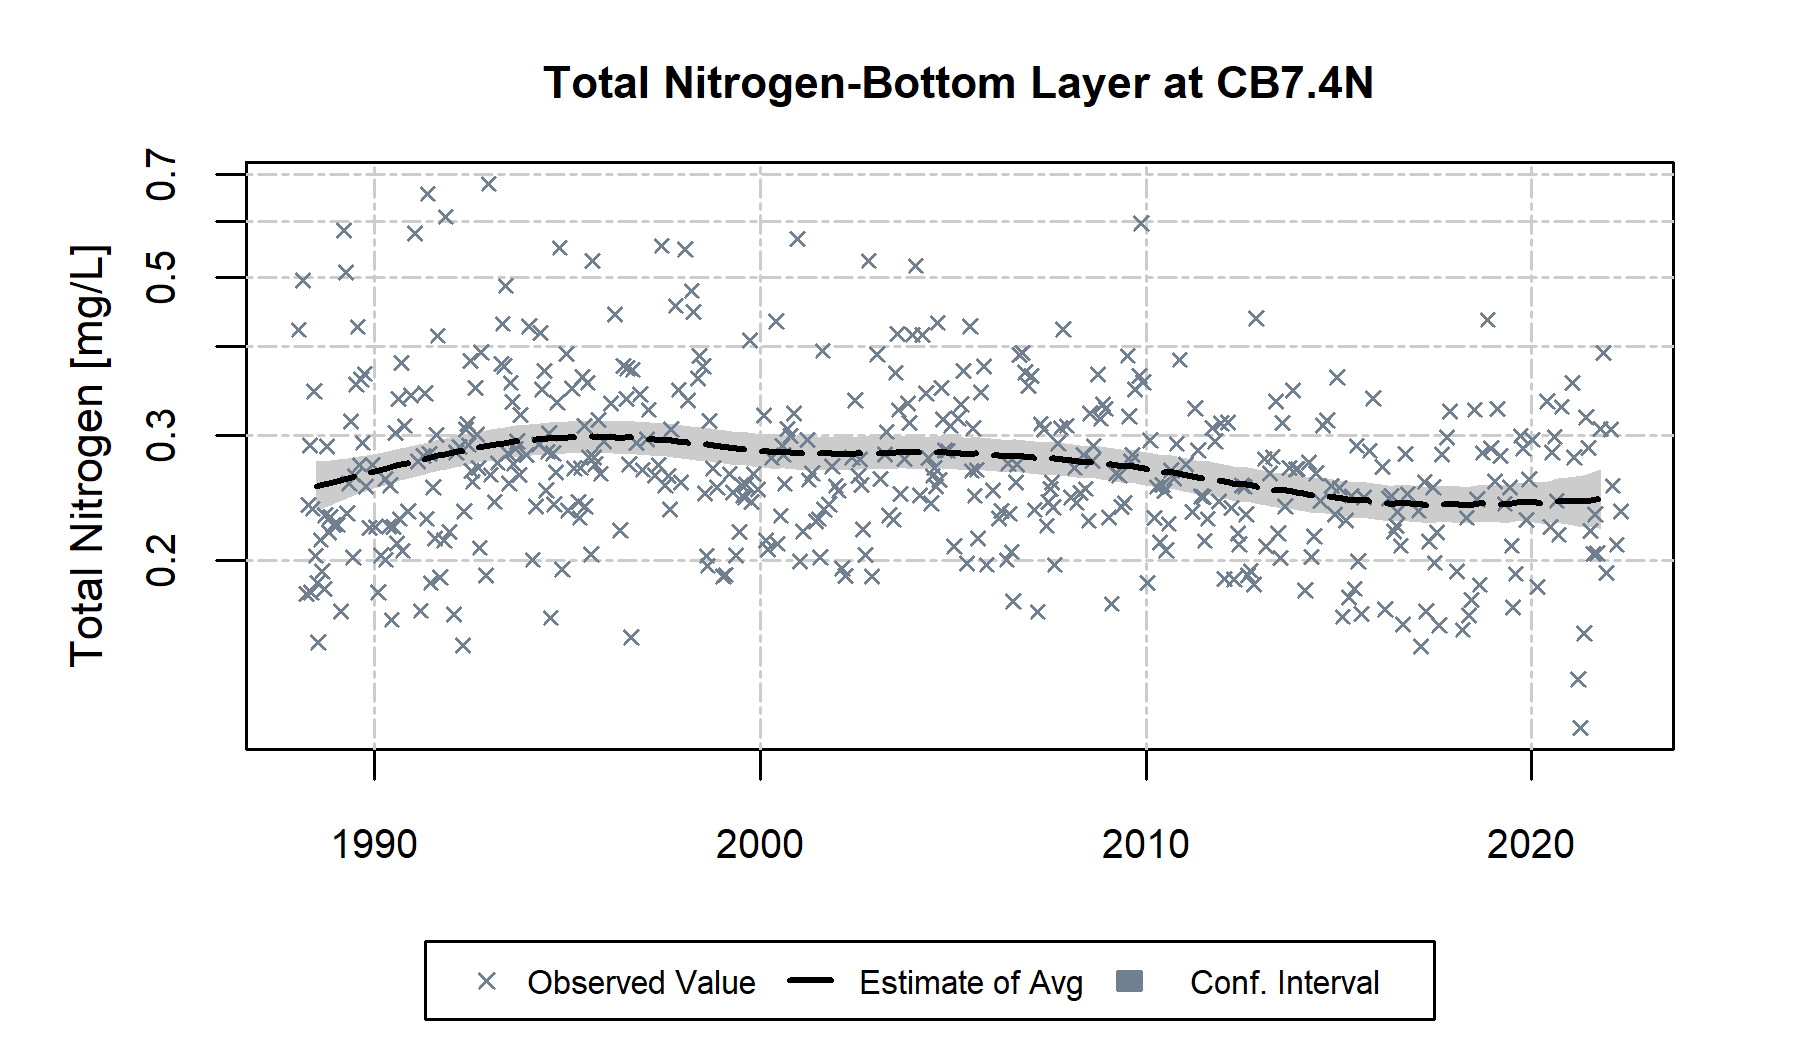 Total Nitrogen-Bottom Layer at CB7.4N
Total Nitrogen [mg/L]
0.7
0.5
0.3
0.2
1990 2000 2010 2020
Observed Value Estimate of Avg Conf. Interval